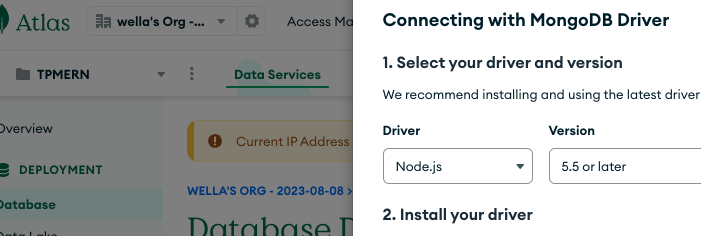 Atlas
wella's Org -...
Access Ma
TPMERN
Data Services
Overview
Current IP Address
DEPLOYMENT
WELLA'S ORG - 2023-08-08 >
Database
Database D
Data Lake
Connecting with MongoDB Driver
1. Select your driver and version
We recommend installing and using the latest driver
Driver
Version
Node.js
5.5 or later
2. Install your driver